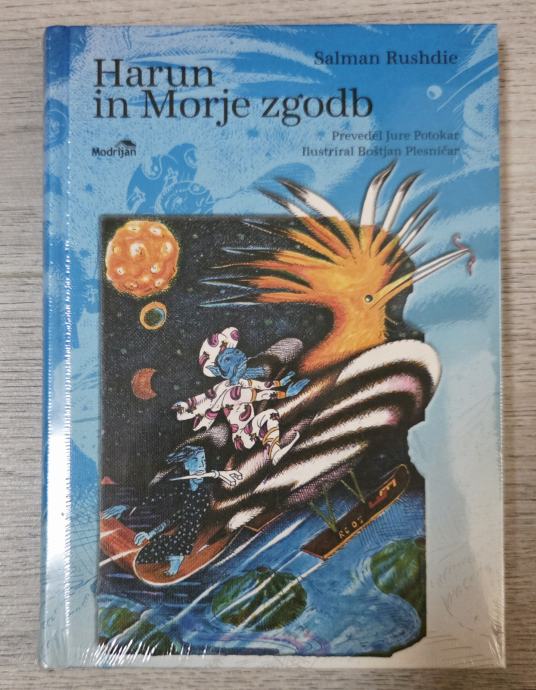 Salman Rushdie
Harun
in Morje zgodb
Prevedel Jure Potokar
Ilustriral Boštjan Plesničar
Modrijan